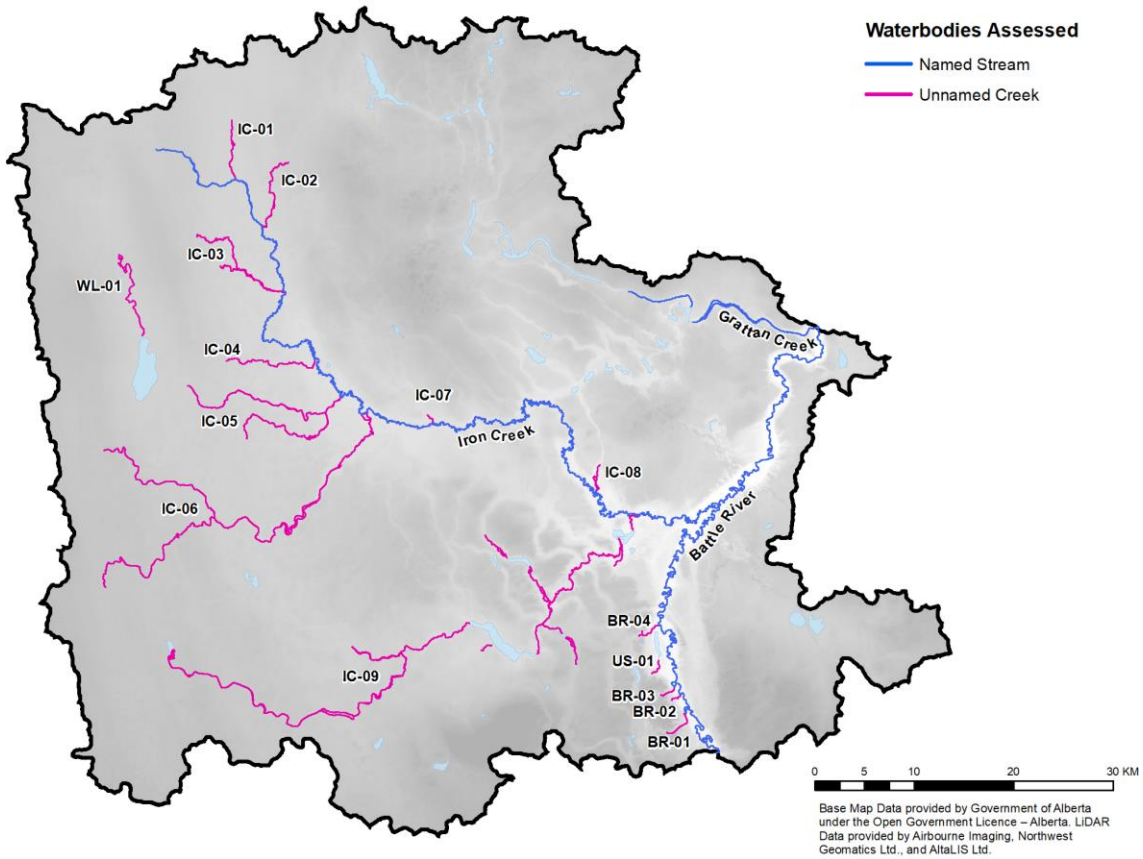 Waterbodies Assessed
Named Stream
Unnamed Creek
IC-01
IC-02
IC-03
WL-01
Grattan Creek
IC-04
IC-07
IC-05
Iron Creek
IC-08
IC-06
Battle River
BR-04
US-01
IC-09
BR-03
BR-02
BR-01
0 5 10 20 30 KM
Base Map Data provided by Government of Alberta
under the Open Government Licence – Alberta. LiDAR
Data provided by Airbourne Imaging, Northwest
Geomatics Ltd., and AltaLIS Ltd.